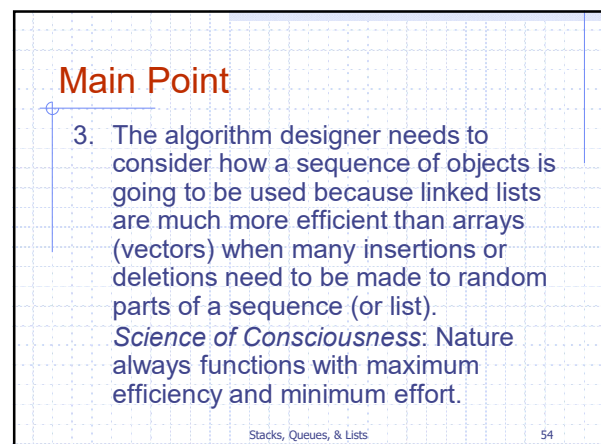 Main Point
3. The algorithm designer needs to
consider how a sequence of objects is
going to be used because linked lists
are much more efficient than arrays
(vectors) when many insertions or
deletions need to be made to random
parts of a sequence (or list).
Science of Consciousness: Nature
always functions with maximum
efficiency and minimum effort.
Stacks, Queues, & Lists 54